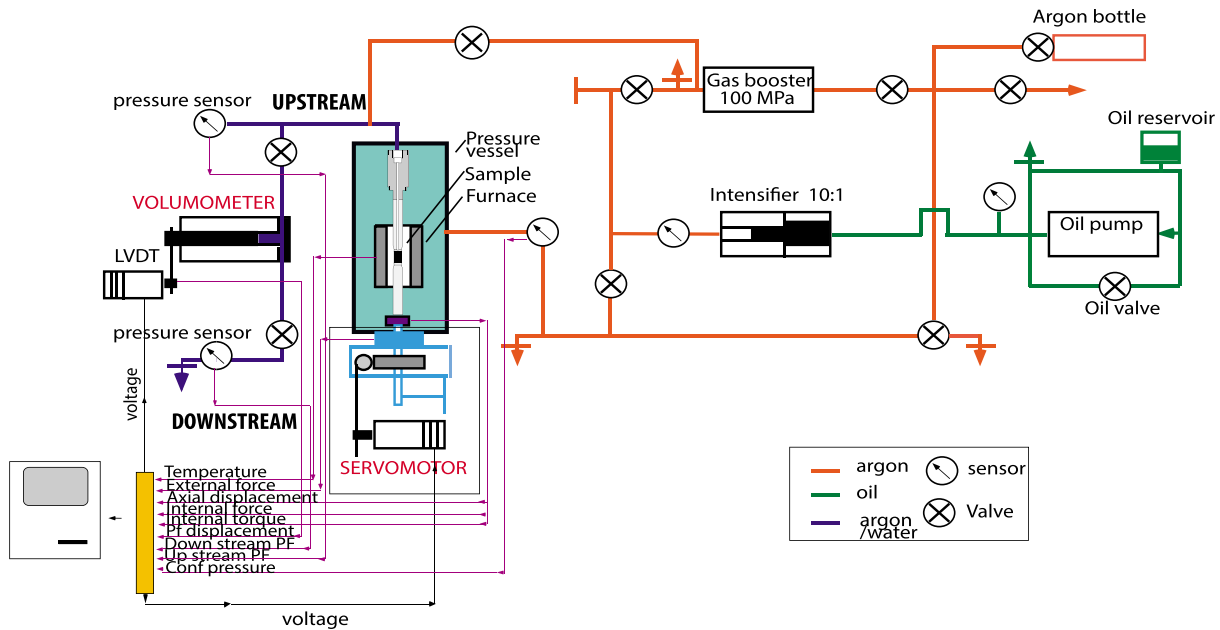 Argon bottle
Gas booster
100 MPa
pressure sensor
UPSTREAM
Oil reservoir
Pressure
vessel
Sample
Furnace
VOLUMOMETER
Intensifier 10:1
Oil pump
LVDT
Oil valve
pressure sensor
voltage
DOWNSTREAM
SERVOMOTOR
Temperature
External force
Axial displacement
Internal force
Internal torque
Pf displacement
Down stream PF
Up stream PF
Conf pressure
voltage
argon
sensor
oil
Valve
argon
/water